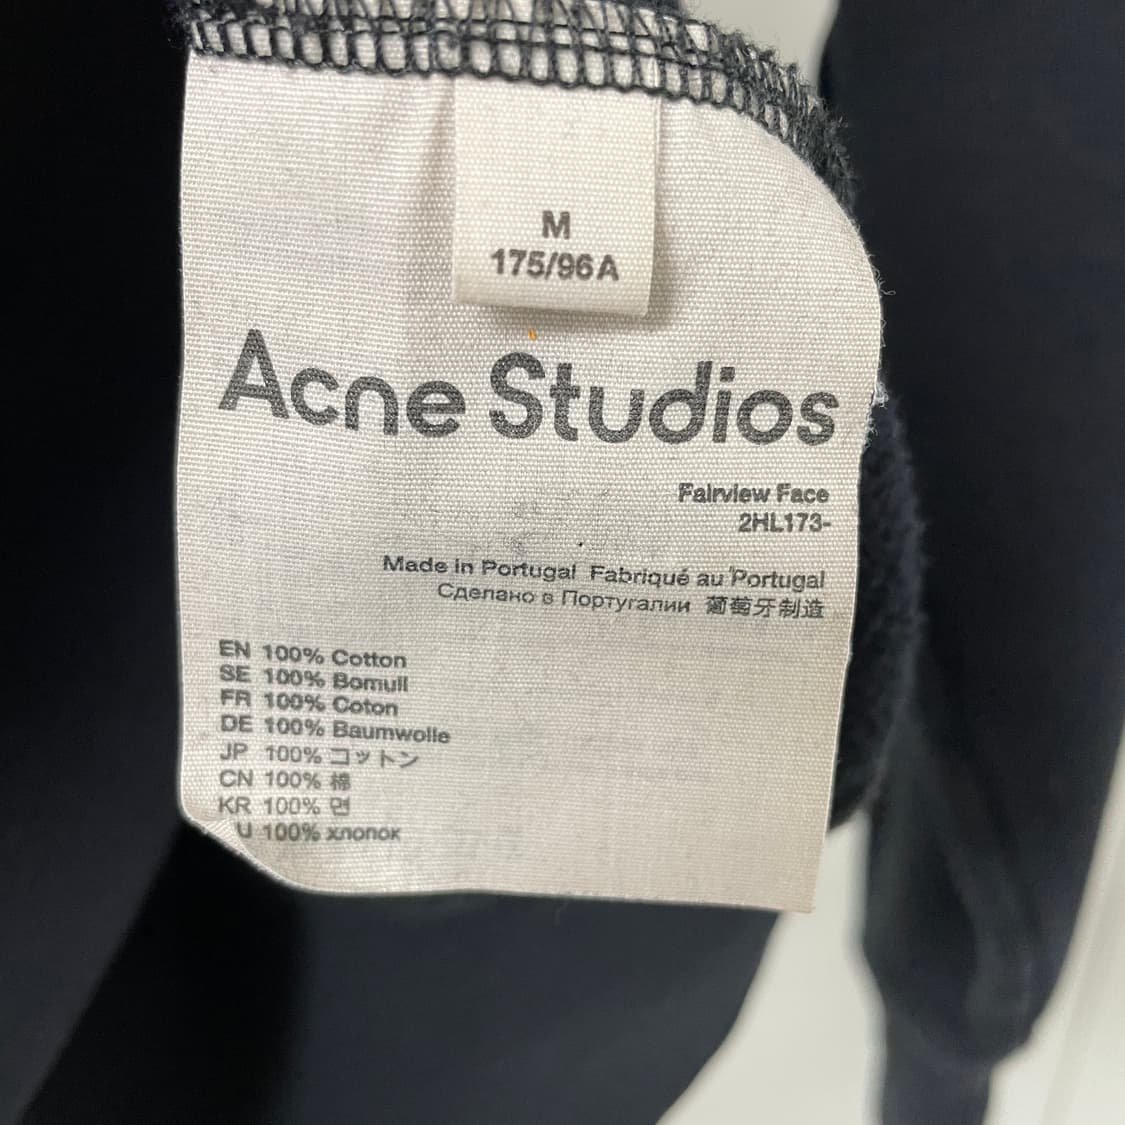 M
175/96A
Acne Studios
Fairview Face
2HL173-
Made in Portugal Fabriqué au Portugal
Сделано в Португалии 葡萄牙制造
EN 100% Cotton
SE 100% Bomull
FR 100% Coton
DE 100% Baumwolle
JP 100% コットン
CN 100% 棉
KR 100% 면
U 100% хлопок